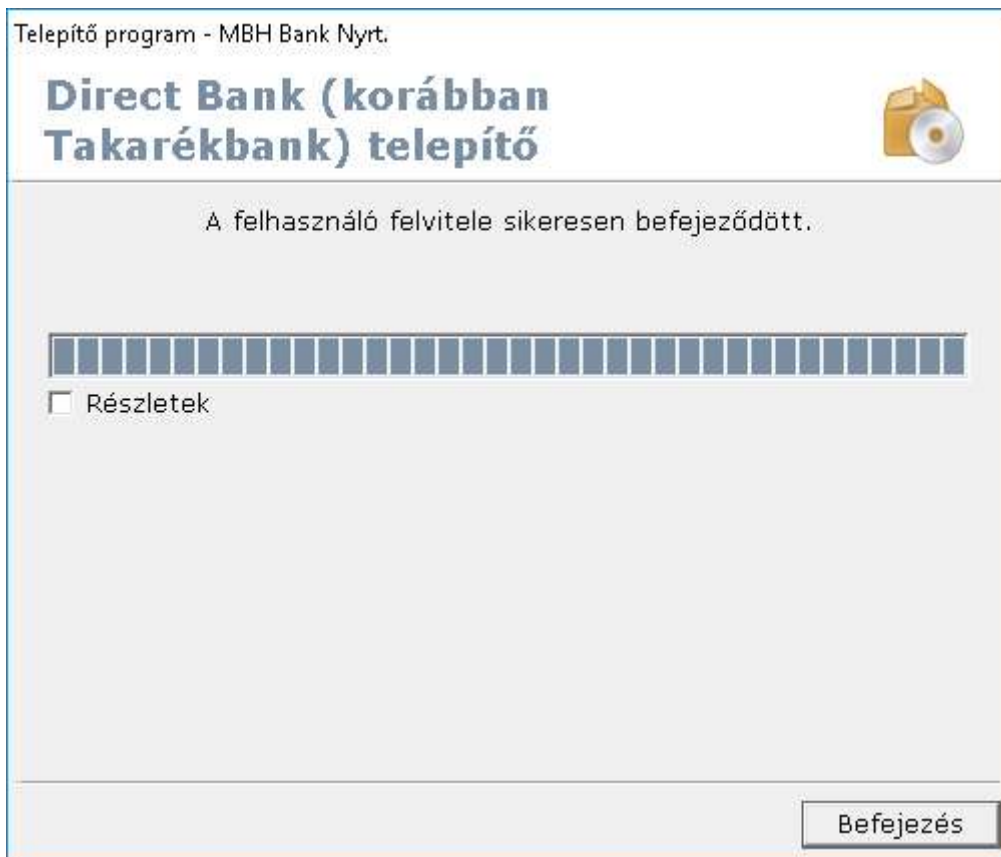 Telepítő program - MBH Bank Nyrt.
Direct Bank (korábban
Takarékbank) telepítő
A felhasználó felvitele sikeresen befejeződött.
Részletek
Befejezés